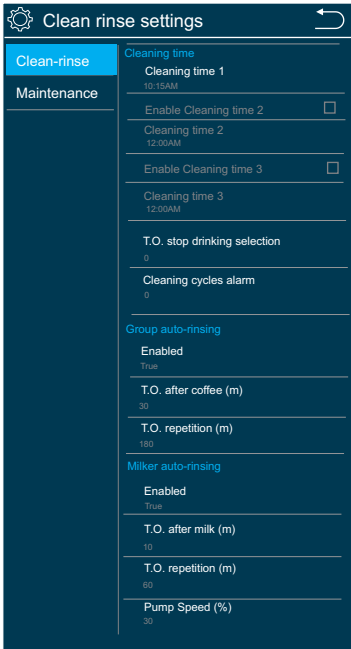 Clean rinse settings
Clean-rinse
Maintenance
Cleaning time
Cleaning time 1
10:15AM
Enable Cleaning time 2
Cleaning time 2
12:00AM
Enable Cleaning time 3
Cleaning time 3
12:00AM
T.O. stop drinking selection
0
Cleaning cycles alarm
0
Group auto-rinsing
Enabled
True
T.O. after coffee (m)
30
T.O. repetition (m)
180
Milker auto-rinsing
Enabled
True
T.O. after milk (m)
10
T.O. repetition (m)
60
Pump Speed (%)
30